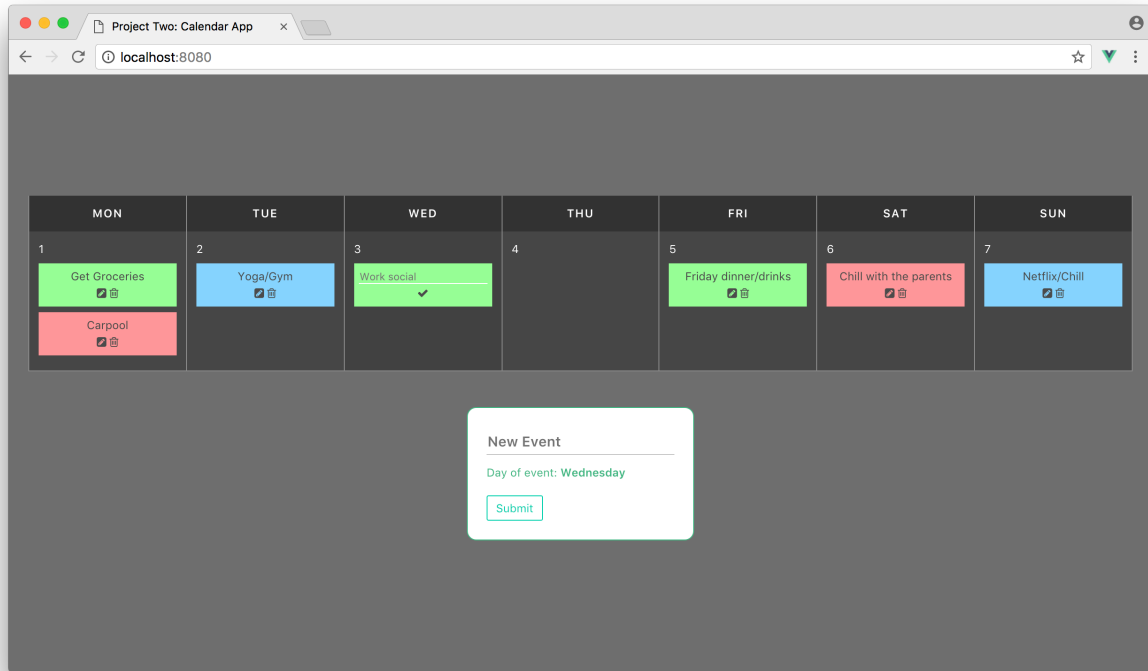 Project Two: Calendar App
localhost:8080
MON TUE WED THU FRI SAT SUN
1 2 3 4 5 6 7
Get Groceries Yoga/Gym Work social Friday dinner/drinks Chill with the parents Netflix/Chill
Carpool
New Event
Day of event: Wednesday
Submit